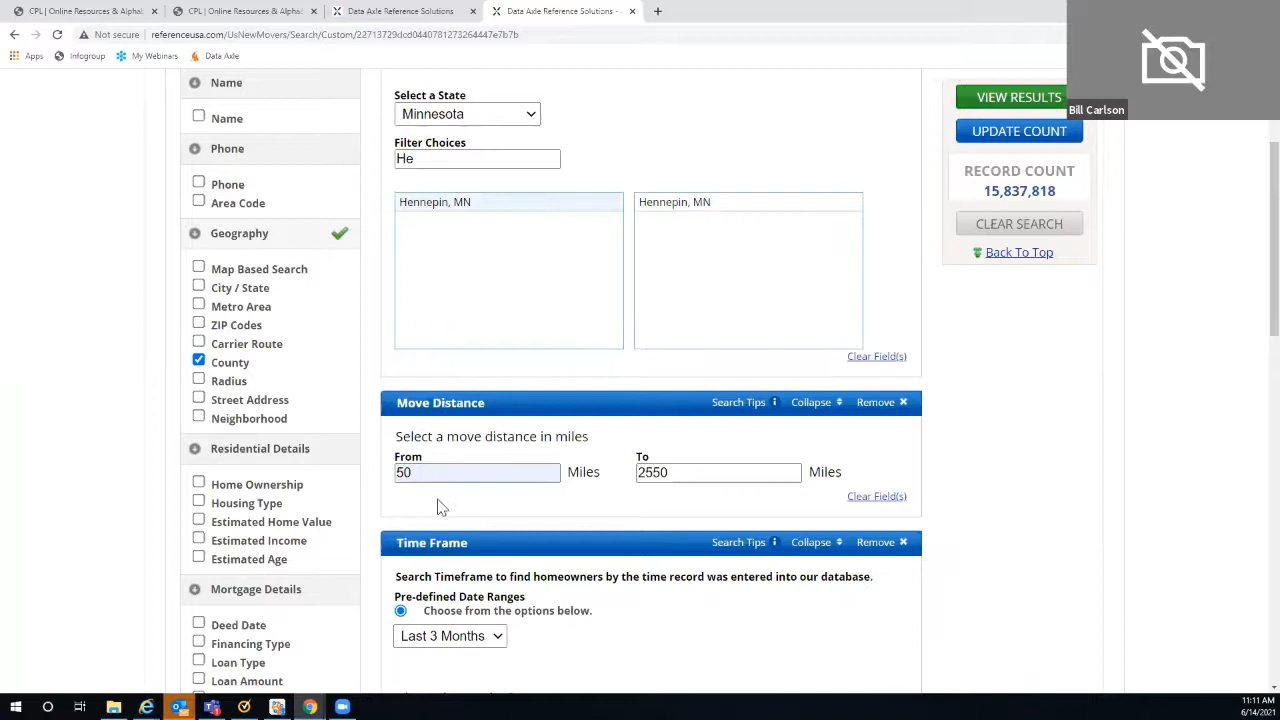 CPL | Online Resources & Alphab
CPL | Online Resources & Alphab
Data Axle Reference Solutions
Data Axle Reference Solutions -
Not secure | referenceusa.com/UsNewMovers/Search/Custom/22713729dcd0440781273264447e7b7b
Apps
Infogroup
My Webinars
Data Axle
Bill Carlson
Name
Name
Phone
Phone
Area Code
Geography
Map Based Search
City / State
Metro Area
ZIP Codes
Carrier Route
County
Radius
Street Address
Neighborhood
Residential Details
Home Ownership
Housing Type
Estimated Home Value
Estimated Income
Estimated Age
Mortgage Details
Deed Date
Financing Type
Loan Type
Loan Amount
Select a State
Minnesota
Filter Choices
He
Hennepin, MN
Hennepin, MN
Clear Field(s)
Move Distance
Search Tips i
Collapse
Remove
Select a move distance in miles
From
50
Miles
To
2550
Miles
Clear Field(s)
Time Frame
Search Tips i
Collapse
Remove
Search Timeframe to find homeowners by the time record was entered into our database.
Pre-defined Date Ranges
Choose from the options below.
Last 3 Months
VIEW RESULTS
UPDATE COUNT
RECORD COUNT
15,837,818
CLEAR SEARCH
Back To Top
11:11 AM
6/14/2021